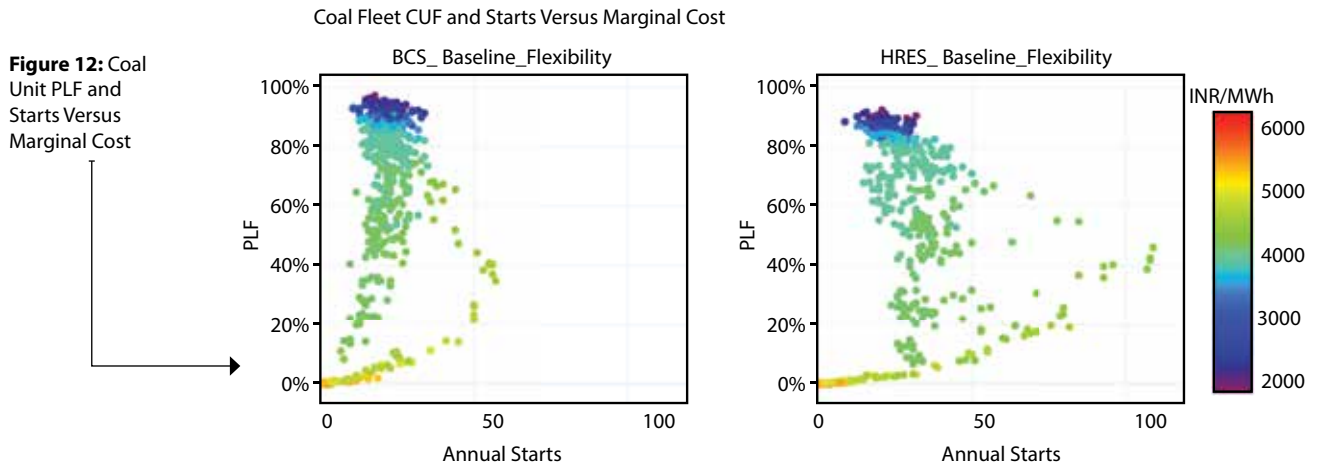 Coal Fleet CUF and Starts Versus Marginal Cost
Figure 12: Coal
Unit PLF and
Starts Versus
Marginal Cost
BCS_ Baseline_Flexibility
100%
80%
60%
40%
20%
0%
PLF
0 50 100
Annual Starts
HRES_ Baseline_Flexibility
100%
80%
60%
40%
20%
0%
PLF
0 50 100
Annual Starts
INR/MWh
6000
5000
4000
3000
2000